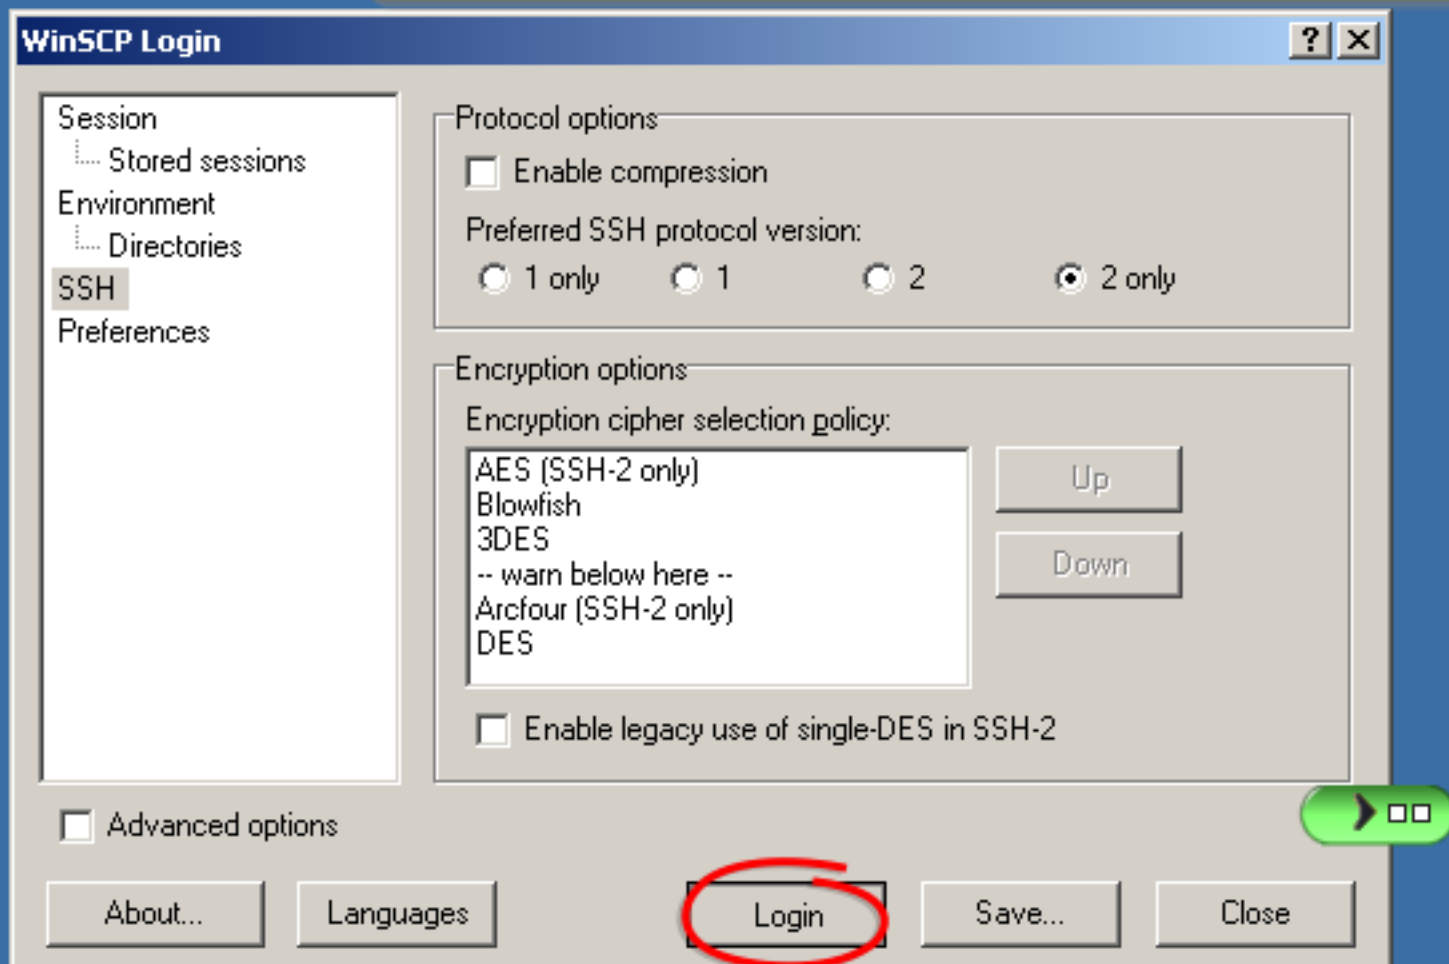 WinSCP Login
Session
Stored sessions
Environment
Directories
SSH
Preferences
Protocol options
Enable compression
Preferred SSH protocol version:
1 only 1 2 2 only
Encryption options
Encryption cipher selection policy:
AES (SSH-2 only)
Blowfish
3DES
-- warn below here --
Arcfour (SSH-2 only)
DES
Up
Down
Enable legacy use of single-DES in SSH-2
Advanced options
About... Languages Login Save... Close